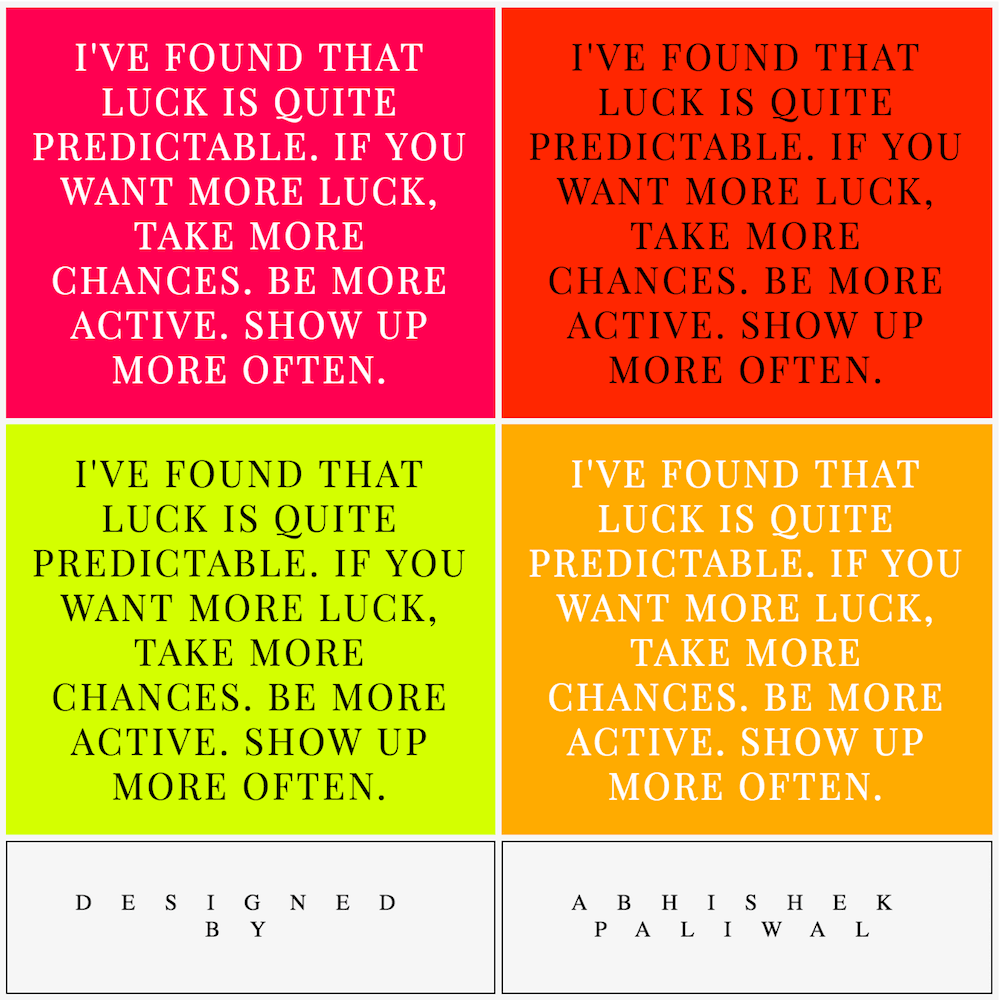 I'VE FOUND THAT
LUCK IS QUITE
PREDICTABLE. IF YOU
WANT MORE LUCK,
TAKE MORE
CHANCES. BE MORE
ACTIVE. SHOW UP
MORE OFTEN.
I'VE FOUND THAT
LUCK IS QUITE
PREDICTABLE. IF YOU
WANT MORE LUCK,
TAKE MORE
CHANCES. BE MORE
ACTIVE. SHOW UP
MORE OFTEN.
I'VE FOUND THAT
LUCK IS QUITE
PREDICTABLE. IF YOU
WANT MORE LUCK,
TAKE MORE
CHANCES. BE MORE
ACTIVE. SHOW UP
MORE OFTEN.
I'VE FOUND THAT
LUCK IS QUITE
PREDICTABLE. IF YOU
WANT MORE LUCK,
TAKE MORE
CHANCES. BE MORE
ACTIVE. SHOW UP
MORE OFTEN.
DESIGNED
BY
ABHISHEK
PALIWAL